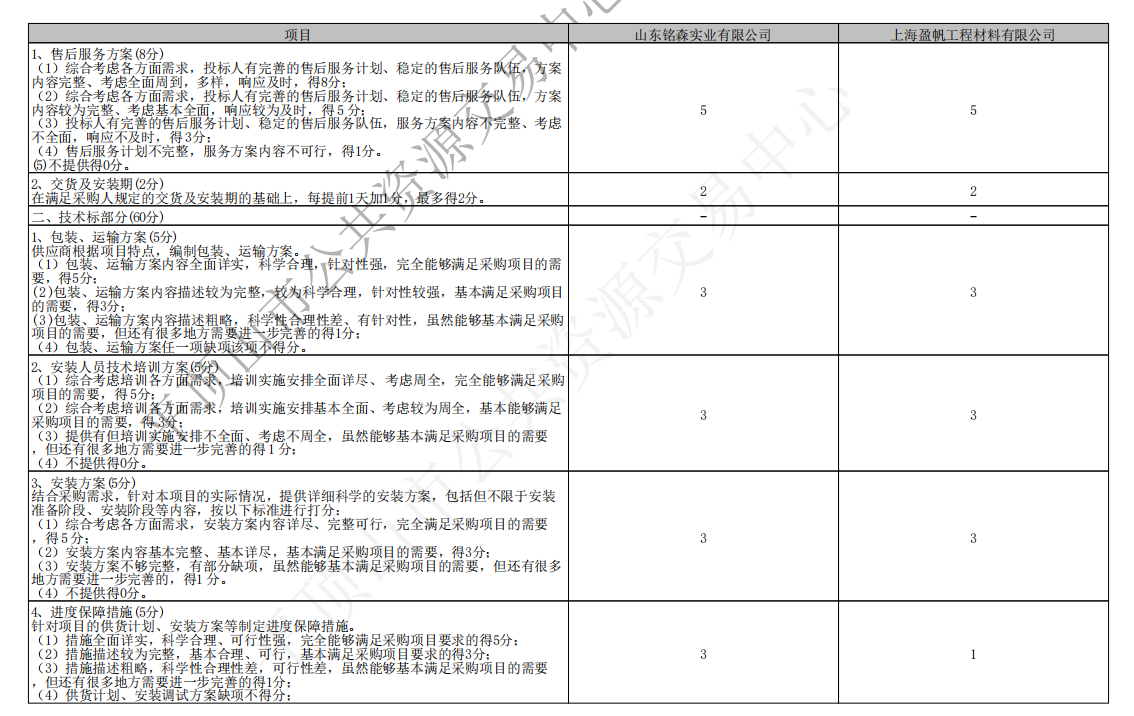 项目 山东铭森实业有限公司 上海盈帆工程材料有限公司
1、售后服务方案(8分)
（1）综合考虑各方面需求，投标人有完善的售后服务计划、稳定的售后服务队伍，方案
内容完整、考虑全面周到，多样，响应及时，得8分；
（2）综合考虑各方面需求，投标人有完善的售后服务计划、稳定的售后服务队伍，方案
内容较为完整、考虑基本全面，响应较为及时，得 5 分；
（3）投标人有完善的售后服务计划、稳定的售后服务队伍，服务方案内容不完整、考虑
不全面，响应不及时，得 3分；
（4）售后服务计划不完整，服务方案内容不可行，得1分。
(5)不提供得0分。
5 5
2、交货及安装期(2分)
在满足采购人规定的交货及安装期的基础上，每提前1天加1分，最多得2分。
2 2
二、技术标部分(60分) - -
1、包装、运输方案(5分)
供应商根据项目特点，编制包装、运输方案。
（1）包装、运输方案内容全面详实，科学合理，针对性强，完全能够满足采购项目的需
要，得5分；
(2)包装、运输方案内容描述较为完整，较为科学合理，针对性较强，基本满足采购项目
的需要，得3分；
(3)包装、运输方案内容描述粗略，科学性合理性差、有针对性，虽然能够基本满足采购
项目的需要，但还有很多地方需要进一步完善的得1分；
（4）包装、运输方案任一项缺项该项不得分。
3 3
2、安装人员技术培训方案(5分)
（1）综合考虑培训各方面需求，培训实施安排全面详尽、 考虑周全，完全能够满足采购
项目的需要，得 5分；
（2）综合考虑培训各方面需求，培训实施安排基本全面、考虑较为周全，基本能够满足
采购项目的需要，得 3分；
（3）提供有但培训实施安排不全面、考虑不周全，虽然能够基本满足采购项目的需要
，但还有很多地方需要进一步完善的得 1 分；
（4）不提供得0分。
3 3
3、安装方案(5分)
结合采购需求，针对本项目的实际情况，提供详细科学的安装方案，包括但不限于安装
准备阶段、安装阶段等内容，按以下标准进行打分：
（1）综合考虑各方面需求，安装方案内容详尽、完整可行，完全满足采购项目的需要
，得 5 分；
（2）安装方案内容基本完整、基本详尽，基本满足采购项目的需要，得3分；
（3）安装方案不够完整，有部分缺项，虽然能够基本满足采购项目的需要，但还有很多
地方需要进一步完善的，得1 分。
（4）不提供得0分。
3 3
4、进度保障措施(5分)
针对项目的供货计划、安装方案等制定进度保障措施。
（1）措施全面详实，科学合理、可行性强，完全能够满足采购项目要求的得5分；
（2）措施描述较为完整，基本合理、可行，基本满足采购项目要求的得3分；
（3）措施描述粗略，科学性合理性差，可行性差，虽然能够基本满足采购项目的需要
，但还有很多地方需要进一步完善的得1分；
（4）供货计划、安装调试方案缺项不得分；
3 1
平顶山市公共资源交易中心
平顶山市公共资源交易中心